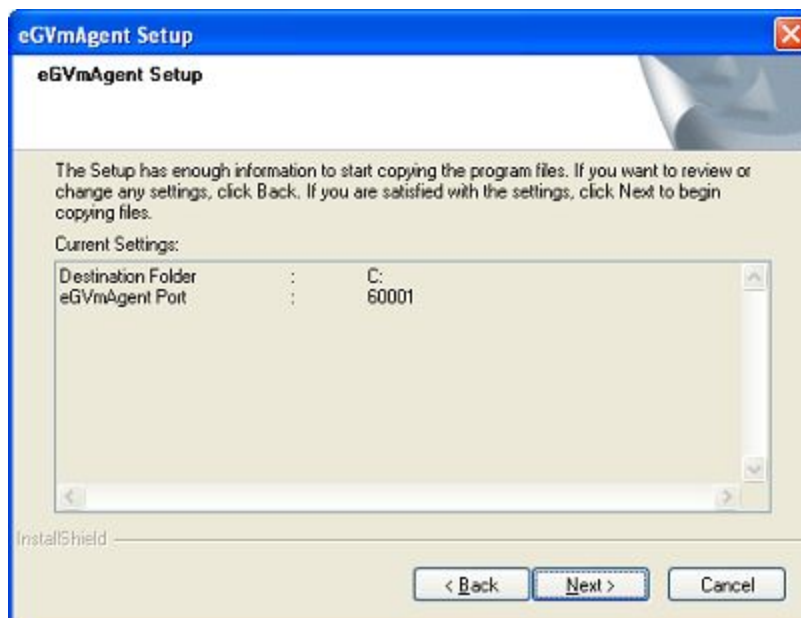 eGVmAgent Setup
eGVmAgent Setup
The Setup has enough information to start copying the program files. If you want to review or
change any settings, click Back. If you are satisfied with the settings, click Next to begin
copying files.
Current Settings:
Destination Folder : C:
eGVmAgent Port : 60001
InstallShield
< Back Next > Cancel